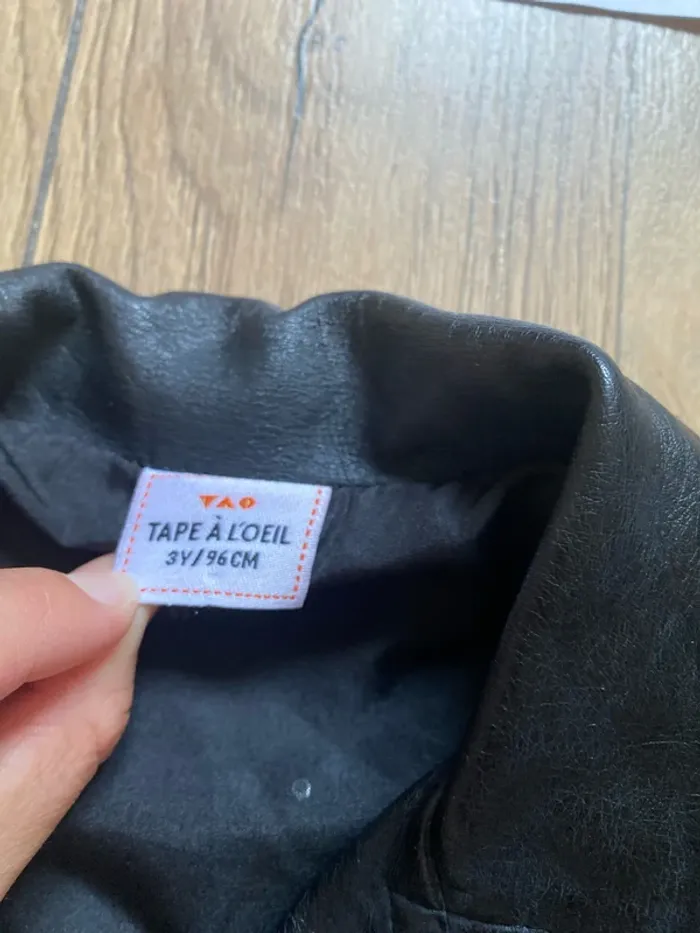 TAO
TAPE À L'OEIL
3Y/96CM